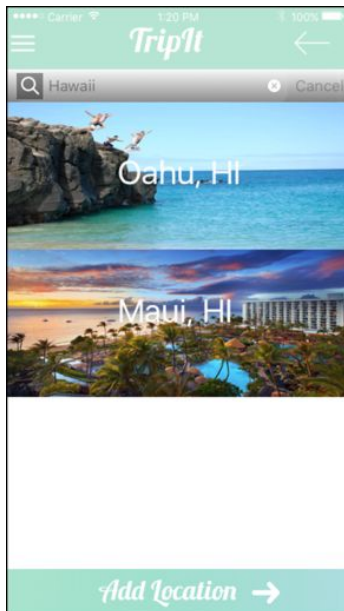 Carrier 1:20 PM 100%
TripIt
Hawaii Cancel
Oahu, HI
Maui, HI
Add Location